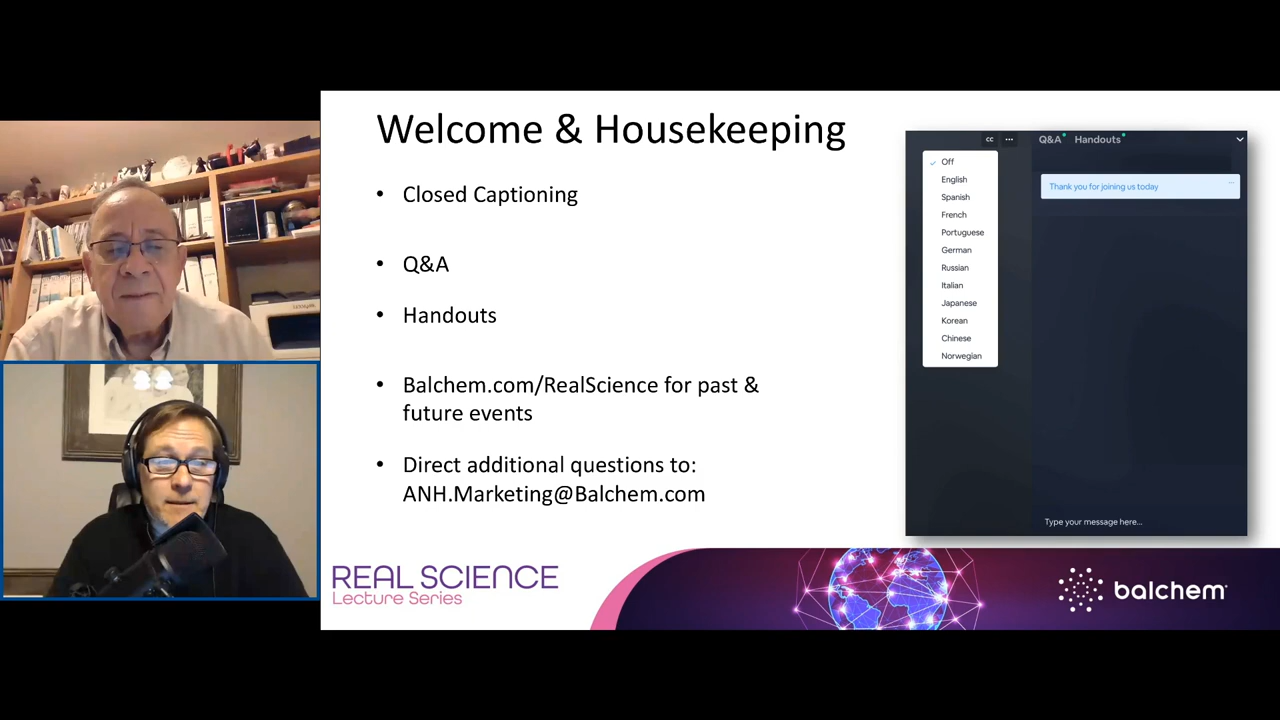 Welcome & Housekeeping
• Closed Captioning
• Q&A
• Handouts
• Balchem.com/RealScience for past &
future events
• Direct additional questions to:
ANH.Marketing@Balchem.com
CC
Q&A Handouts
Off
English
Spanish
French
Portuguese
German
Russian
Italian
Japanese
Korean
Chinese
Norwegian
Thank you for joining us today
Type your message here...
REAL SCIENCE
Lecture Series
balchem